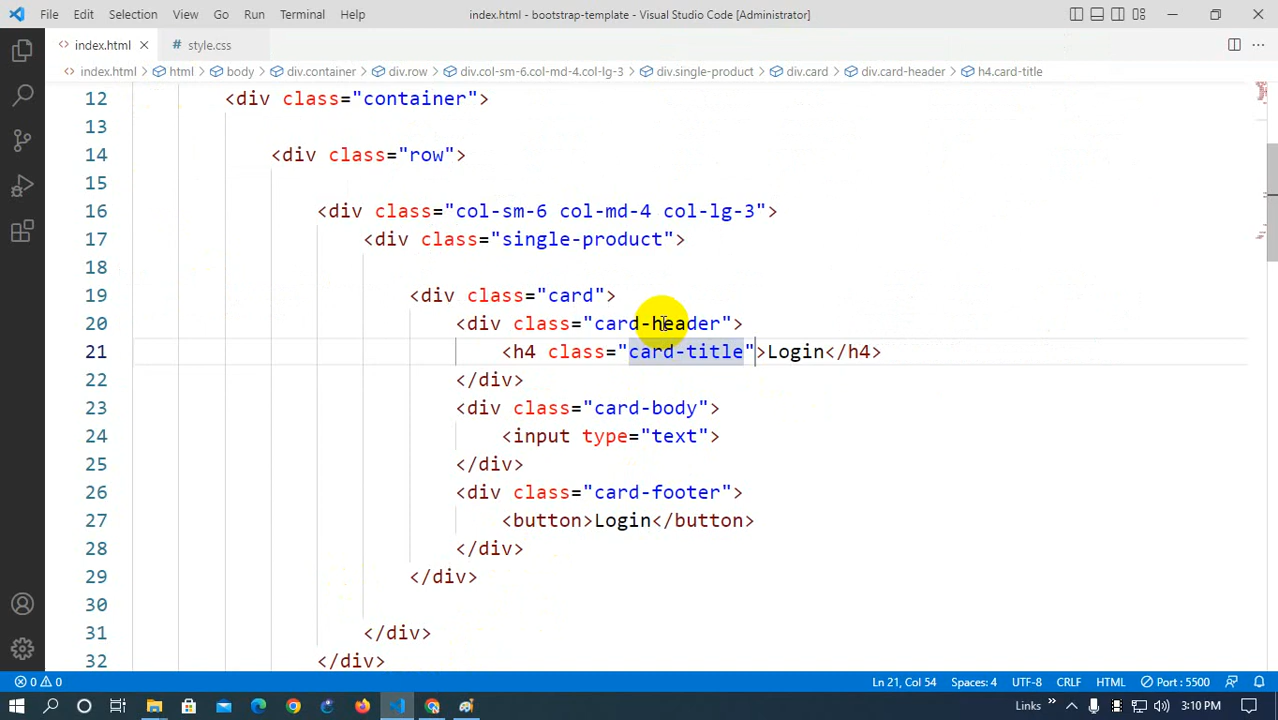 File Edit Selection View Go Run Terminal Help index.html - bootstrap-template - Visual Studio Code [Administrator]
<> index.html × # style.css
<> index.html > html > body > div.container > div.row > div.col-sm-6.col-md-4.col-lg-3 > div.single-product > div.card > div.card-header > h4.card-title
12 <div class="container">
13
14 <div class="row">
15
16 <div class="col-sm-6 col-md-4 col-lg-3">
17 <div class="single-product">
18
19 <div class="card">
20 <div class="card-header">
21 <h4 class="card-title">Login</h4>
22 </div>
23 <div class="card-body">
24 <input type="text">
25 </div>
26 <div class="card-footer">
27 <button>Login</button>
28 </div>
29 </div>
30
31 </div>
32 </div>
0 0 Ln 21, Col 54 Spaces: 4 UTF-8 CRLF HTML Port : 5500
Links » 3:10 PM